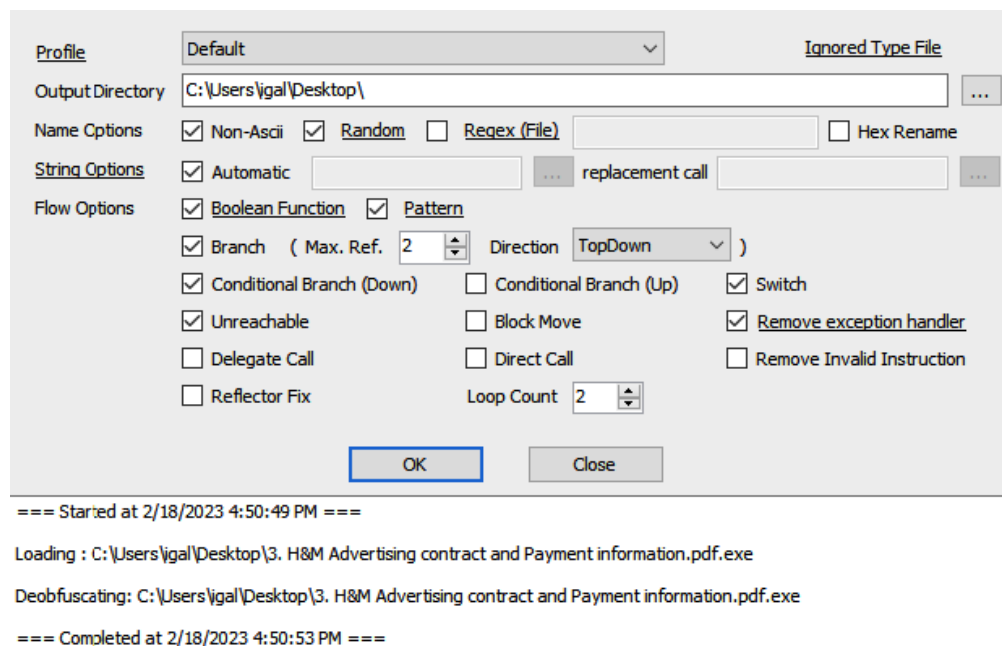 Profile Default Ignored Type File
Output Directory C:\Users\igal\Desktop\ ...
Name Options Non-Ascii Random Regex (File) Hex Rename
String Options Automatic ... replacement call ...
Flow Options Boolean Function Pattern
Branch ( Max. Ref. 2 Direction TopDown )
Conditional Branch (Down) Conditional Branch (Up) Switch
Unreachable Block Move Remove exception handler
Delegate Call Direct Call Remove Invalid Instruction
Reflector Fix Loop Count 2
OK Close
=== Started at 2/18/2023 4:50:49 PM ===
Loading : C:\Users\igal\Desktop\3. H&M Advertising contract and Payment information.pdf.exe
Deobfuscating: C:\Users\igal\Desktop\3. H&M Advertising contract and Payment information.pdf.exe
=== Completed at 2/18/2023 4:50:53 PM ===